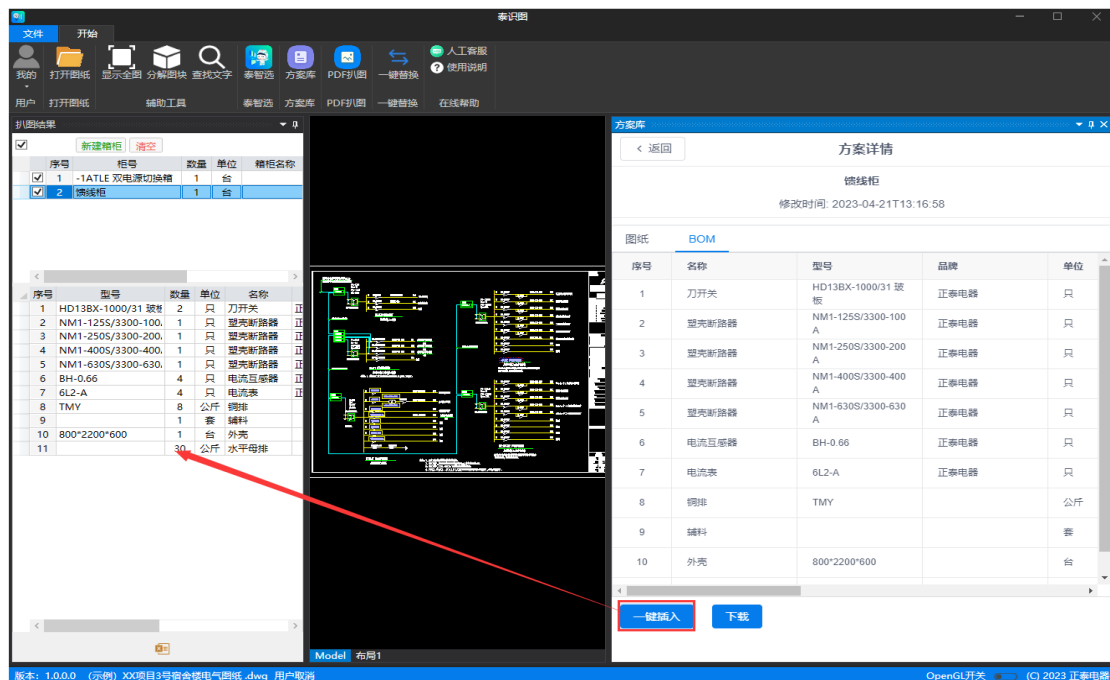 泰识图
文件 开始
我的 打开图纸 显示全图 分解图块 查找文字 泰智选 方案库 PDF扒图 一键替换 人工客服
使用说明
用户 打开图纸 辅助工具 泰智选 方案库 PDF扒图 一键替换 在线帮助
扒图结果
新建箱柜 清空
序号 柜号 数量 单位 箱柜名称
1 -1ATLE 双电源切换箱 1 台
2 馈线柜 1 台
序号 型号 数量 单位 名称
1 HD13BX-1000/31 玻板 2 只 刀开关 正
2 NM1-125S/3300-100. 1 只 塑壳断路器 正
3 NM1-250S/3300-200. 1 只 塑壳断路器 正
4 NM1-400S/3300-400. 1 只 塑壳断路器 正
5 NM1-630S/3300-630. 1 只 塑壳断路器 正
6 BH-0.66 4 只 电流互感器 正
7 6L2-A 4 只 电流表 正
8 TMY 8 公斤 铜排
9 1 套 辅料
10 800*2200*600 1 台 外壳
11 30 公斤 水平母排
Model 布局1
方案库
< 返回 方案详情
馈线柜
修改时间: 2023-04-21T13:16:58
图纸 BOM
序号 名称 型号 品牌 单位
1 刀开关 HD13BX-1000/31 玻板 正泰电器 只
2 塑壳断路器 NM1-125S/3300-100A 正泰电器 只
3 塑壳断路器 NM1-250S/3300-200A 正泰电器 只
4 塑壳断路器 NM1-400S/3300-400A 正泰电器 只
5 塑壳断路器 NM1-630S/3300-630A 正泰电器 只
6 电流互感器 BH-0.66 正泰电器 只
7 电流表 6L2-A 正泰电器 只
8 铜排 TMY 公斤
9 辅料 套
10 外壳 800*2200*600 台
一键插入 下载
版本: 1.0.0.0 (示例) XX项目3号宿舍楼电气图纸 .dwg 用户取消 OpenGL开关 (C) 2023 正泰电器